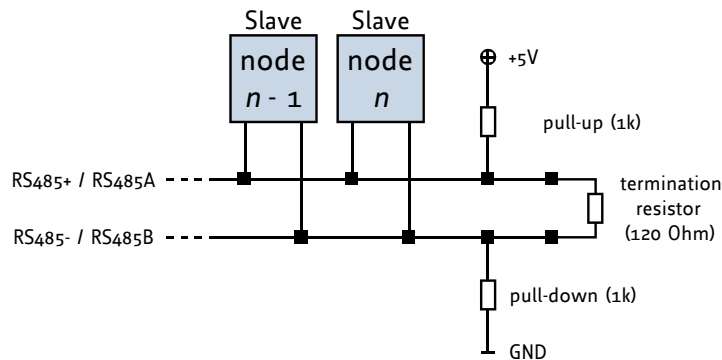 Slave
Slave
node
n - 1
node
n
+5V
pull-up (1k)
RS485+ / RS485A
termination
resistor
(120 Ohm)
RS485- / RS485B
pull-down (1k)
GND